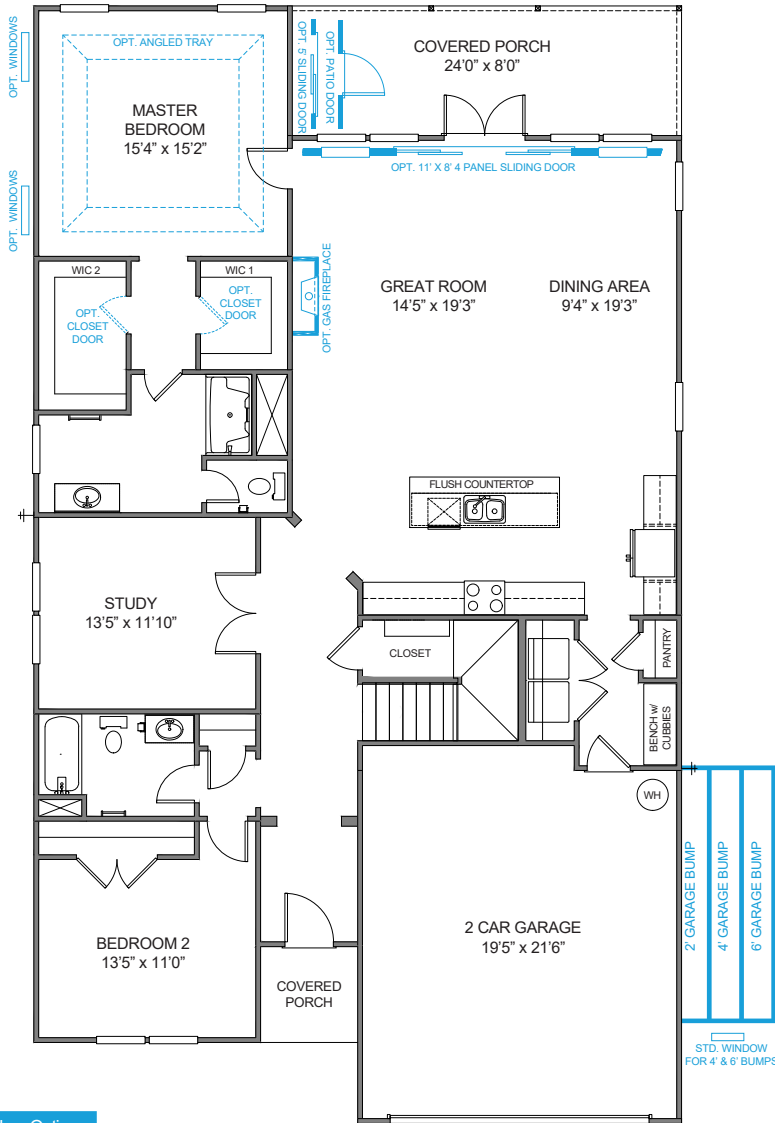 OPT. WINDOWS
OPT. ANGLED TRAY
MASTER
BEDROOM
15'4" x 15'2"
OPT. 5' SLIDING DOOR
OPT. PATIO DOOR
COVERED PORCH
24'0" x 8'0"
OPT. 11' X 8' 4 PANEL SLIDING DOOR
OPT. WINDOWS
WIC 2
OPT.
CLOSET
DOOR
WIC 1
OPT.
CLOSET
DOOR
OPT. GAS FIREPLACE
GREAT ROOM
14'5" x 19'3"
DINING AREA
9'4" x 19'3"
FLUSH COUNTERTOP
STUDY
13'5" x 11'10"
CLOSET
PANTRY
BENCH w/
CUBBIES
WH
BEDROOM 2
13'5" x 11'0"
COVERED
PORCH
2 CAR GARAGE
19'5" x 21'6"
2' GARAGE BUMP
4' GARAGE BUMP
6' GARAGE BUMP
STD. WINDOW
FOR 4' & 6' BUMPS